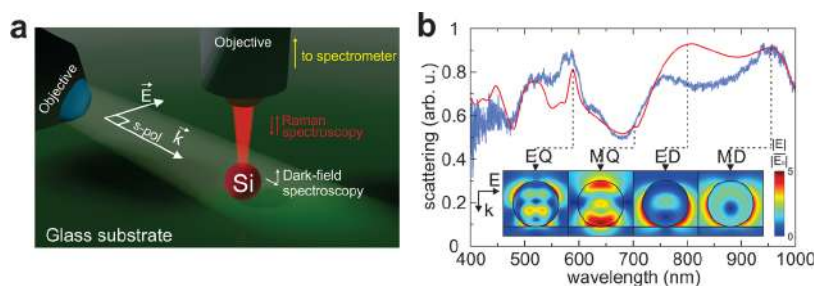 a
Objective
Objective
to spectrometer
E
s-pol
k
Raman
spectroscopy
Si
Dark-field
spectroscopy
Glass substrate
b
scattering (arb. u.)
1
0.8
0.6
0.4
0.2
0
EQ MQ ED MD
E
k
|E|
|E₀|
5
0
400 500 600 700 800 900 1000
wavelength (nm)